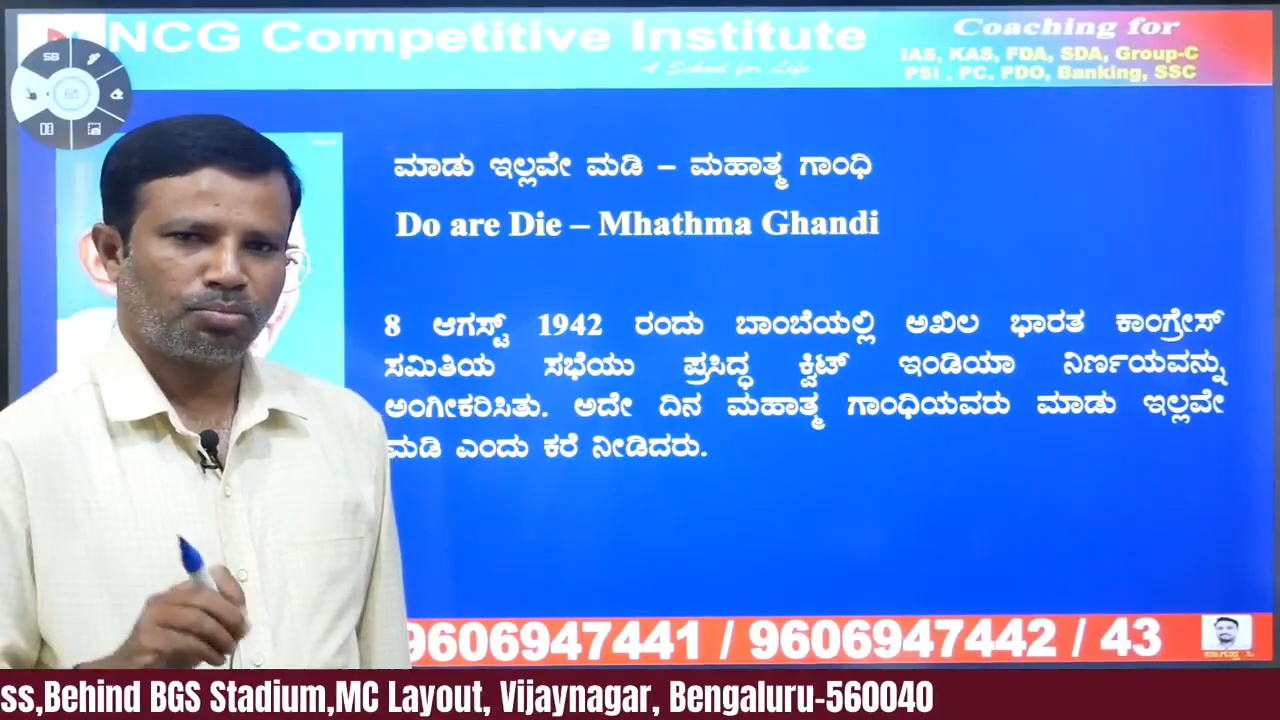 NCG Competitive Institute
A School for Life
Coaching for
IAS, KAS, FDA, SDA, Group-C
PSI , PC. PDO, Banking, SSC
SB
ಮಾಡು ಇಲ್ಲವೇ ಮಡಿ – ಮಹಾತ್ಮ ಗಾಂಧಿ
Do are Die – Mhathma Ghandi
8 ಆಗಸ್ಟ್ 1942 ರಂದು ಬಾಂಬೆಯಲ್ಲಿ ಅಖಿಲ ಭಾರತ ಕಾಂಗ್ರೇಸ್
ಸಮಿತಿಯ ಸಭೆಯು ಪ್ರಸಿದ್ಧ ಕ್ವಿಟ್ ಇಂಡಿಯಾ ನಿರ್ಣಯವನ್ನು
ಅಂಗೀಕರಿಸಿತು. ಅದೇ ದಿನ ಮಹಾತ್ಮ ಗಾಂಧಿಯವರು ಮಾಡು ಇಲ್ಲವೇ
ಮಡಿ ಎಂದು ಕರೆ ನೀಡಿದರು.
9606947441 / 9606947442 / 43
ss,Behind BGS Stadium,MC Layout, Vijaynagar, Bengaluru-560040